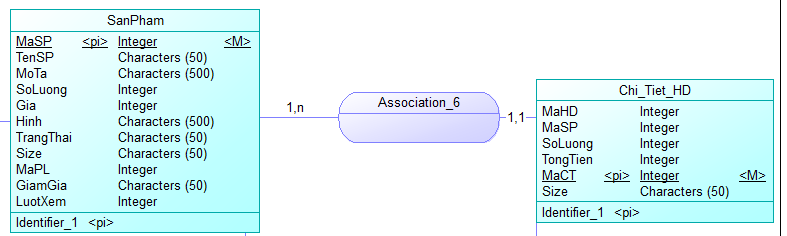 SanPham
MaSP <pi> Integer <M>
TenSP Characters (50)
MoTa Characters (500)
SoLuong Integer
Gia Integer
Hinh Characters (500)
TrangThai Characters (50)
Size Characters (50)
MaPL Integer
GiamGia Characters (50)
LuotXem Integer
Identifier_1 <pi>
1,n
Association_6
1,1
Chi_Tiet_HD
MaHD Integer
MaSP Integer
SoLuong Integer
TongTien Integer
MaCT <pi> Integer <M>
Size Characters (50)
Identifier_1 <pi>